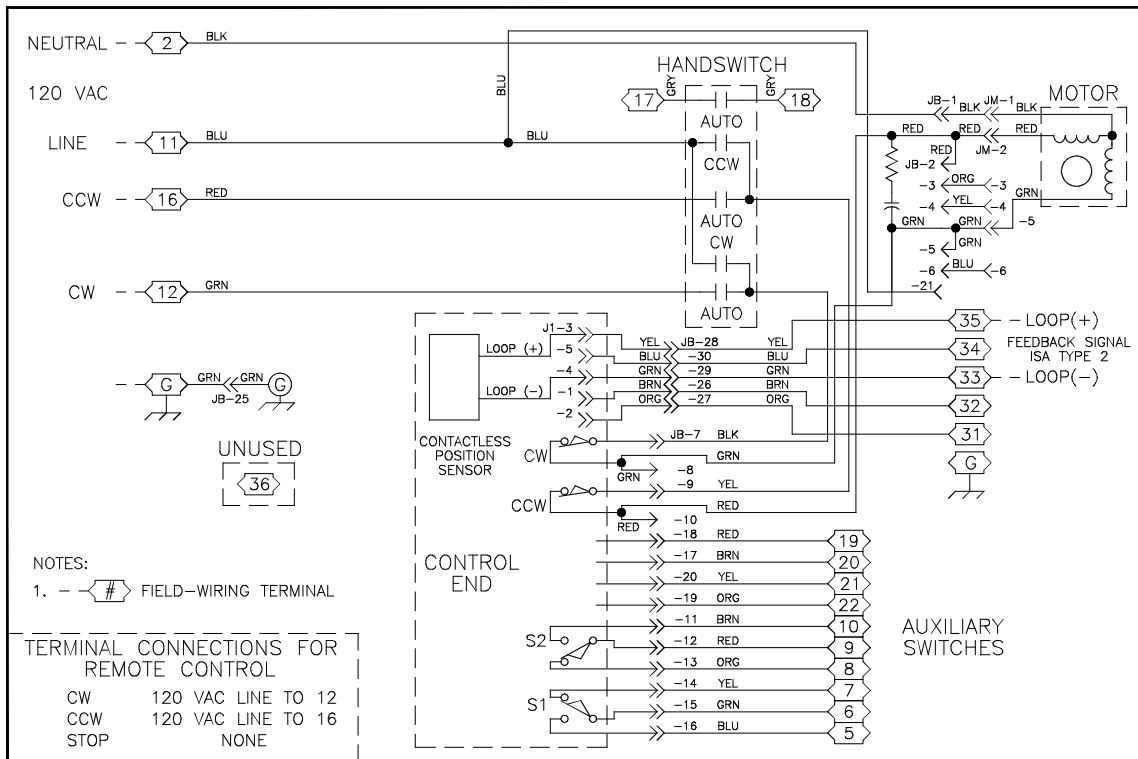 NEUTRAL
2
BLK
120 VAC
LINE
11
BLU
BLU
BLU
CCW
16
RED
CW
12
GRN
HANDSWITCH
17
GRY
GRY
18
AUTO
CCW
AUTO
CW
AUTO
JB-1
BLK
JM-1
BLK
MOTOR
RED
RED
JM-2
RED
RED
JB-2
-3
ORG
-3
-4
YEL
-4
GRN
GRN
GRN
-5
-5
GRN
-6
BLU
-6
-21
G
GRN
GRN
G
JB-25
UNUSED
36
LOOP (+)
LOOP (-)
J1-3
-5
-4
-1
-2
CONTACTLESS
POSITION
SENSOR
YEL
JB-28
YEL
35
LOOP(+)
BLU
-30
BLU
34
FEEDBACK SIGNAL
ISA TYPE 2
GRN
-29
GRN
33
LOOP(-)
BRN
-26
BRN
32
ORG
-27
ORG
31
G
CW
JB-7
BLK
GRN
GRN
-8
CCW
-9
YEL
RED
RED
-10
CONTROL
END
-18
RED
19
-17
BRN
20
-20
YEL
21
-19
ORG
22
S2
-11
BRN
10
-12
RED
9
-13
ORG
8
S1
-14
YEL
7
-15
GRN
6
-16
BLU
5
AUXILIARY
SWITCHES
NOTES:
1. - - # FIELD-WIRING TERMINAL
TERMINAL CONNECTIONS FOR
REMOTE CONTROL
CW 120 VAC LINE TO 12
CCW 120 VAC LINE TO 16
STOP NONE